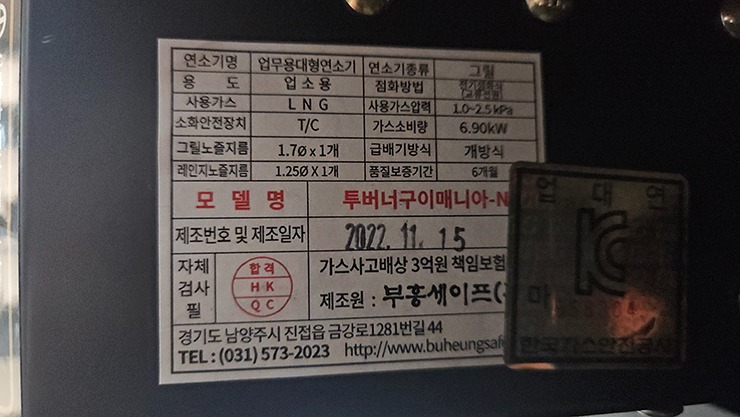 연소기명 업무용대형연소기 연소기종류 그릴
용 도 업 소 용 점화방법 전기점화식
사용가스 L N G 사용가스압력 1.0~2.5 kPa
소화안전장치 T/C 가스소비량 6.90kW
그릴노즐지름 1.7Ø x 1개 급배기방식 개방식
레인지노즐지름 1.25Ø X 1개 품질보증기간 6개월
모 델 명 투버너구이매니아-N
제조번호 및 제조일자 2022. 11. 15
자체 검사 필
합격
H K
Q C
가스사고배상 3억원 책임보험
제조원 : 부흥세이프(
경기도 남양주시 진접읍 금강로1281번길 44
TEL : (031) 573-2023 http://www.buheungsaf
업 대 연
KC
한국가스안전공사